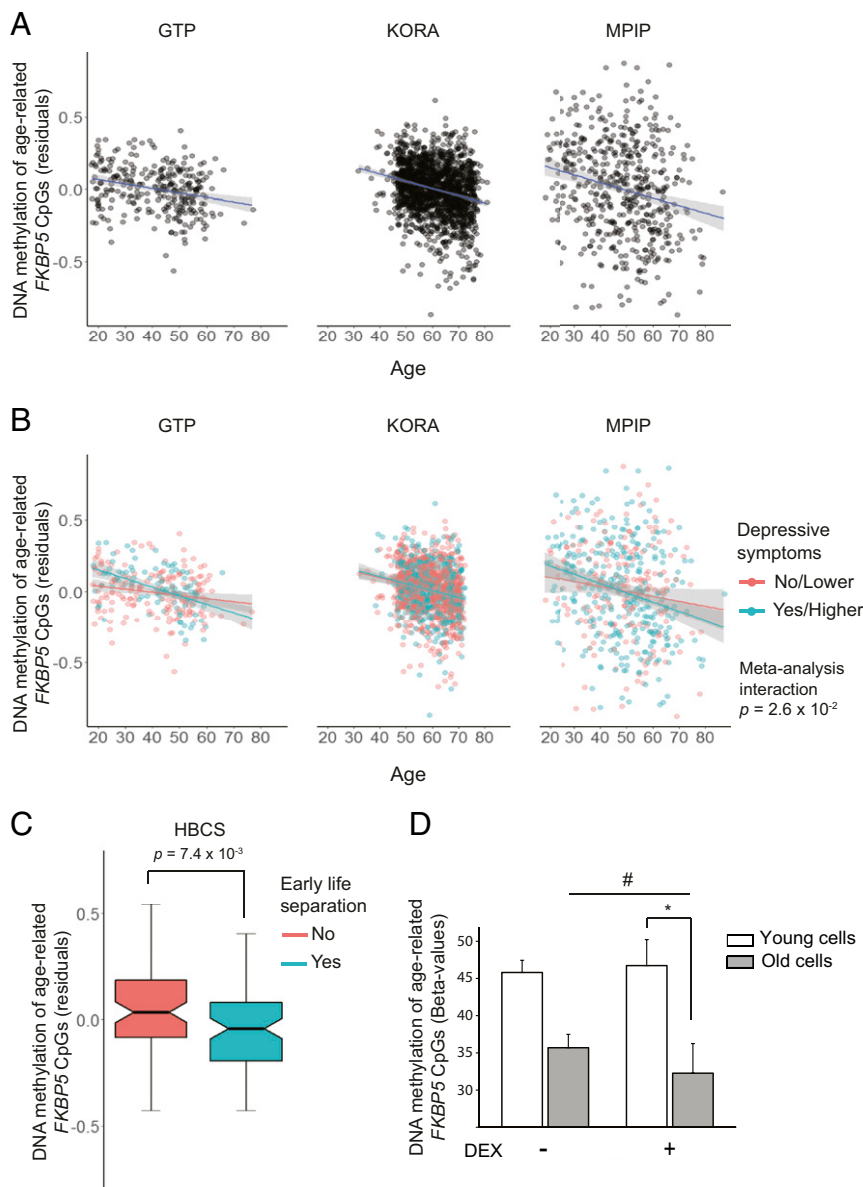 A
GTP KORA MPIP
DNA methylation of age-related
FKBP5 CpGs (residuals)
0.5
0.0
-0.5
20 30 40 50 60 70 80 20 30 40 50 60 70 80 20 30 40 50 60 70 80
Age
B
GTP KORA MPIP
DNA methylation of age-related
FKBP5 CpGs (residuals)
0.5
0.0
-0.5
20 30 40 50 60 70 80 20 30 40 50 60 70 80 20 30 40 50 60 70 80
Age
Depressive
symptoms
No/Lower
Yes/Higher
Meta-analysis
interaction
p = 2.6 x 10-2
C
HBCS
p = 7.4 x 10-3
DNA methylation of age-related
FKBP5 CpGs (residuals)
0.5
0.0
-0.5
Early life
separation
No
Yes
D
DNA methylation of age-related
FKBP5 CpGs (Beta-values)
45
40
35
30
#
*
DEX - +
Young cells
Old cells